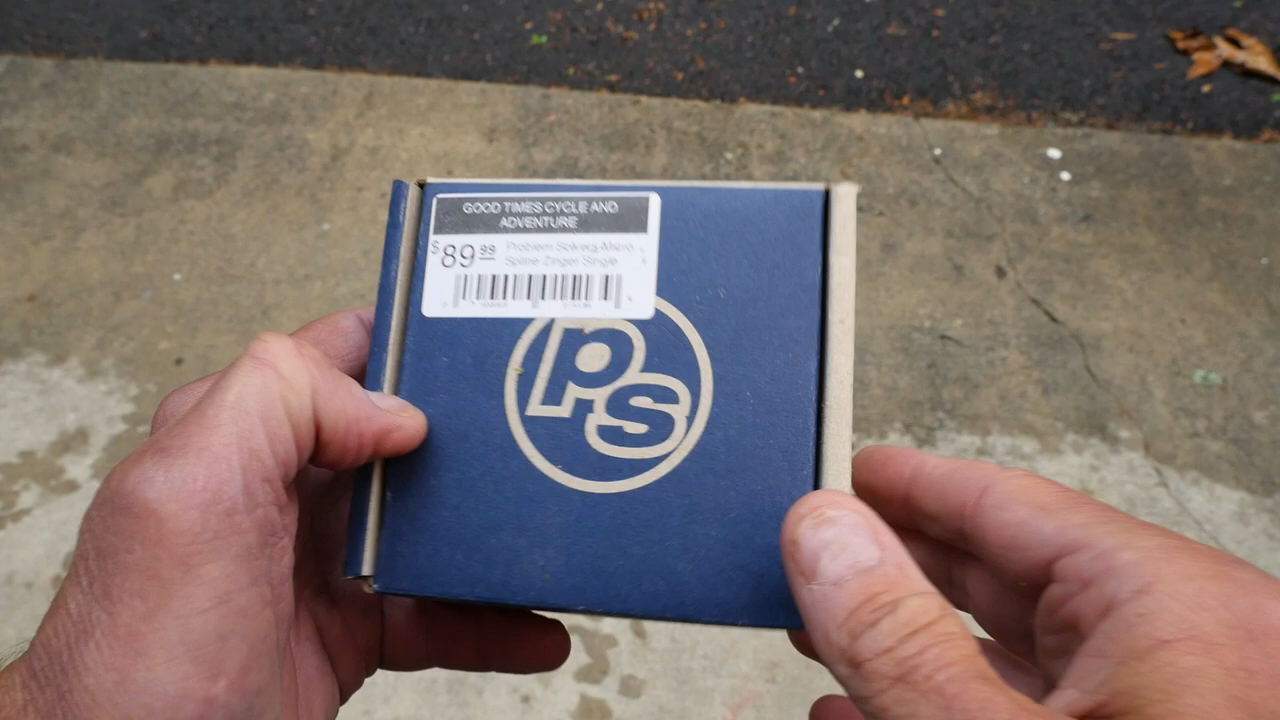 GOOD TIMES CYCLE AND
ADVENTURE
$89.99 Problem Solvers Micro
Spline Zinger Single
ps